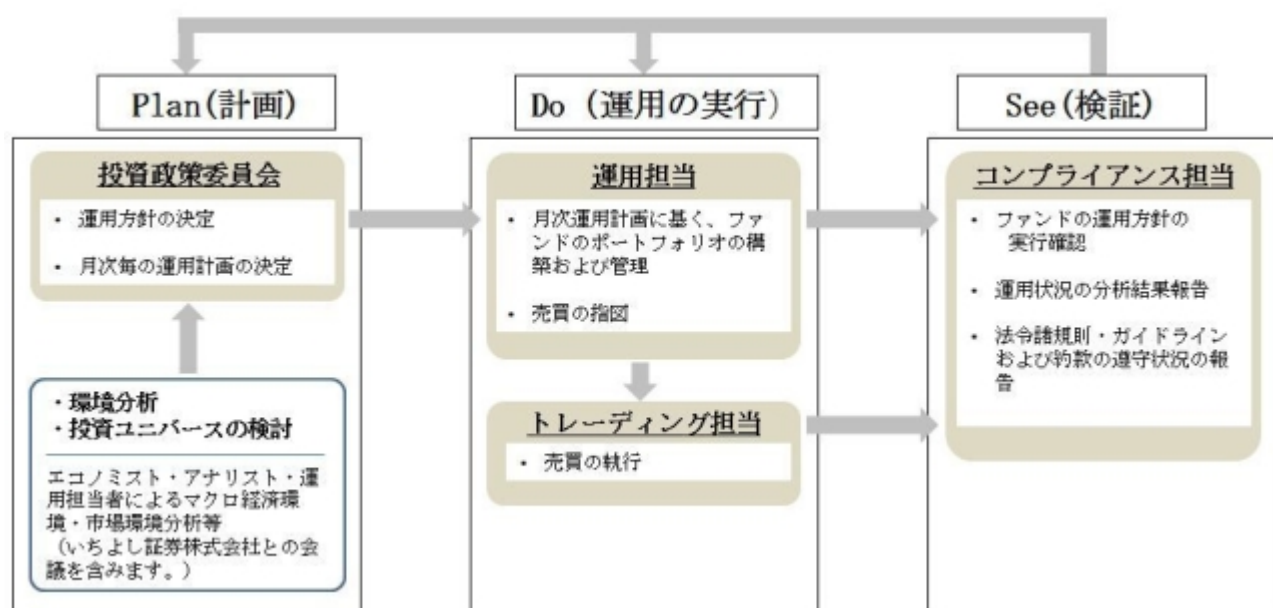 Plan(計画)
投資政策委員会
・ 運用方針の決定
・ 月次毎の運用計画の決定
・環境分析
・投資ユニバースの検討
エコノミスト・アナリスト・運
用担当者によるマクロ経済環
境・市場環境分析等
(いちよし証券株式会社との会
議を含みます。)
Do (運用の実行)
運用担当
・ 月次運用計画に基く、ファ
ンドのポートフォリオの構
築および管理
・ 売買の指図
トレーディング担当
・ 売買の執行
See(検証)
コンプライアンス担当
・ ファンドの運用方針の
実行確認
・ 運用状況の分析結果報告
・ 法令諸規則・ガイドライン
および約款の遵守状況の報
告